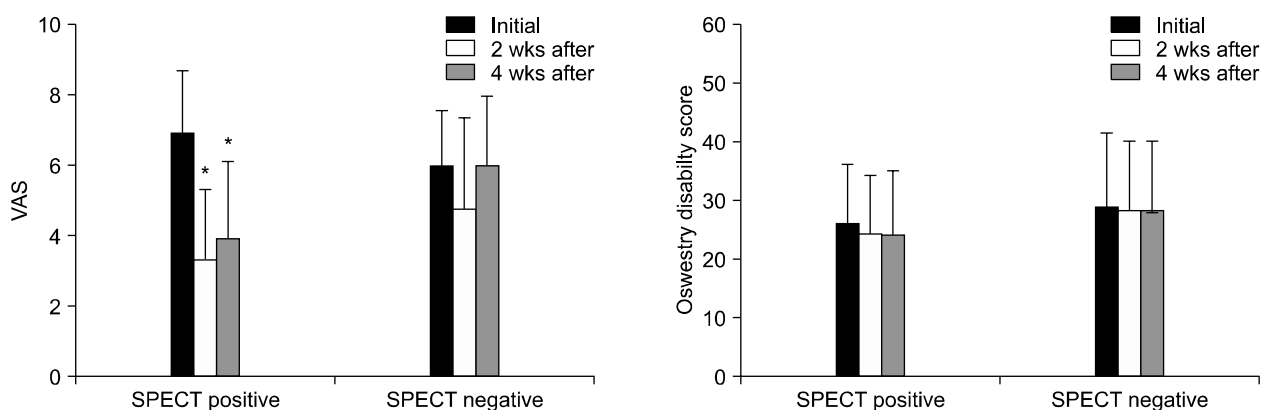 10
8
6
4
2
0
VAS
Initial
2 wks after
4 wks after
*
*
SPECT positive
SPECT negative
60
50
40
30
20
10
0
Oswestry disabilty score
Initial
2 wks after
4 wks after
SPECT positive
SPECT negative